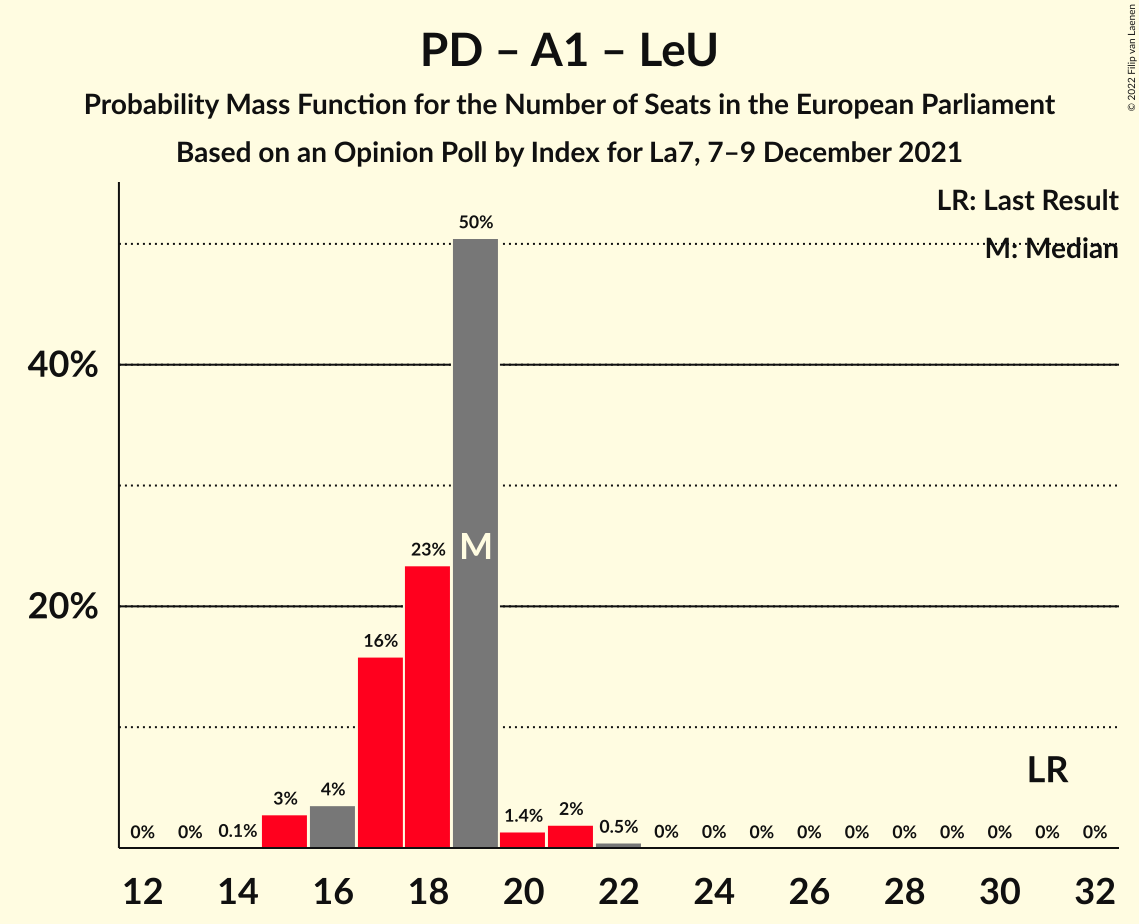 PD – A1 – LeU
Probability Mass Function for the Number of Seats in the European Parliament
Based on an Opinion Poll by Index for La7, 7–9 December 2021
© 2022 Filip van Laenen
LR: Last Result
M: Median
40%
20%
0%
0%
0.1%
3%
4%
16%
23%
50%
M
1.4%
2%
0.5%
0%
0%
0%
0%
0%
0%
0%
0%
0%
0%
LR
12 14 16 18 20 22 24 26 28 30 32